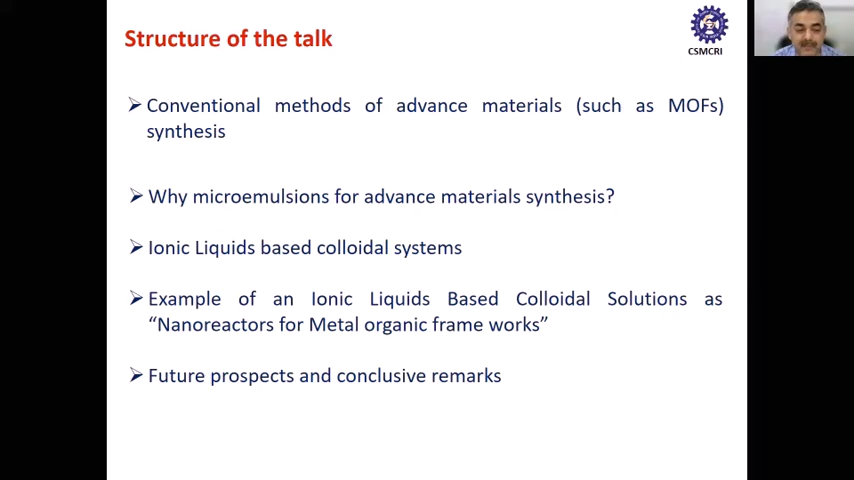 Structure of the talk
CSMCRI
➢ Conventional methods of advance materials (such as MOFs)
synthesis
➢ Why microemulsions for advance materials synthesis?
➢ Ionic Liquids based colloidal systems
➢ Example of an Ionic Liquids Based Colloidal Solutions as
“Nanoreactors for Metal organic frame works”
➢ Future prospects and conclusive remarks